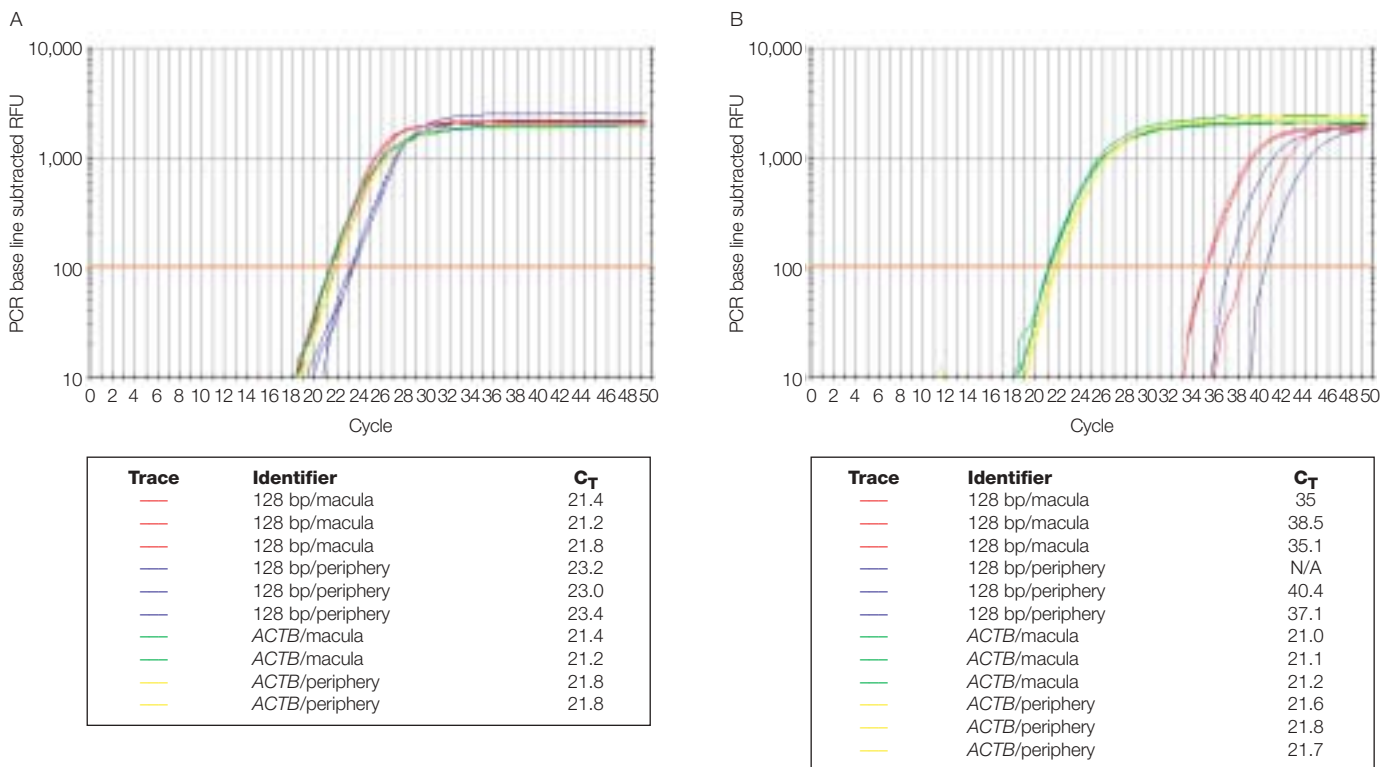 A
10,000
1,000
100
10
PCR base line subtracted RFU
0 2 4 6 8 10 12 14 16 18 20 22 24 26 28 30 32 34 36 38 40 42 44 46 48 50
Cycle
Trace Identifier CT
128 bp/macula 21.4
128 bp/macula 21.2
128 bp/macula 21.8
128 bp/periphery 23.2
128 bp/periphery 23.0
128 bp/periphery 23.4
ACTB/macula 21.4
ACTB/macula 21.2
ACTB/periphery 21.8
ACTB/periphery 21.8
B
10,000
1,000
100
10
PCR base line subtracted RFU
0 2 4 6 8 10 12 14 16 18 20 22 24 26 28 30 32 34 36 38 40 42 44 46 48 50
Cycle
Trace Identifier CT
128 bp/macula 35
128 bp/macula 38.5
128 bp/macula 35.1
128 bp/periphery N/A
128 bp/periphery 40.4
128 bp/periphery 37.1
ACTB/macula 21.0
ACTB/macula 21.1
ACTB/macula 21.2
ACTB/periphery 21.6
ACTB/periphery 21.8
ACTB/periphery 21.7